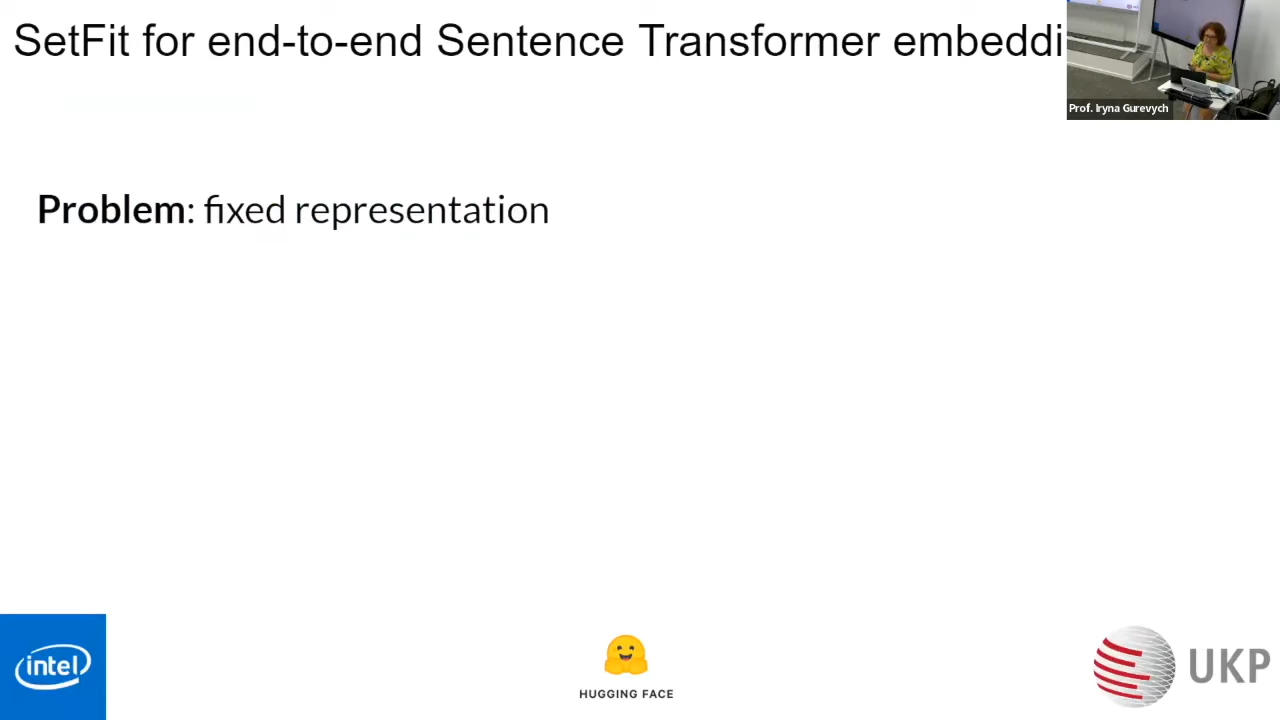 SetFit for end-to-end Sentence Transformer embeddi
Prof. Iryna Gurevych
Problem: fixed representation
intel
HUGGING FACE
UKP